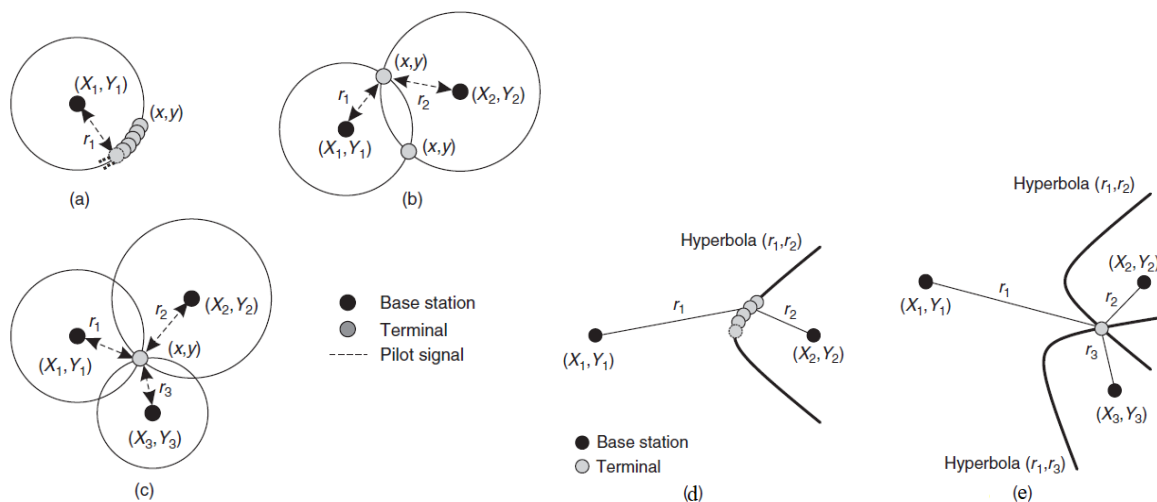 (X₁,Y₁)
(x,y)
r₁
(a)
(x,y)
r₁
r₂
(X₂,Y₂)
(X₁,Y₁)
(x,y)
(b)
r₂
(X₂,Y₂)
r₁
(X₁,Y₁)
(x,y)
r₃
(X₃,Y₃)
(c)
Base station
Terminal
Pilot signal
Hyperbola (r₁,r₂)
r₁
r₂
(X₁,Y₁)
(X₂,Y₂)
Base station
Terminal
(d)
Hyperbola (r₁,r₂)
(X₂,Y₂)
r₁
(X₁,Y₁)
r₂
r₃
(X₃,Y₃)
Hyperbola (r₁,r₃)
(e)